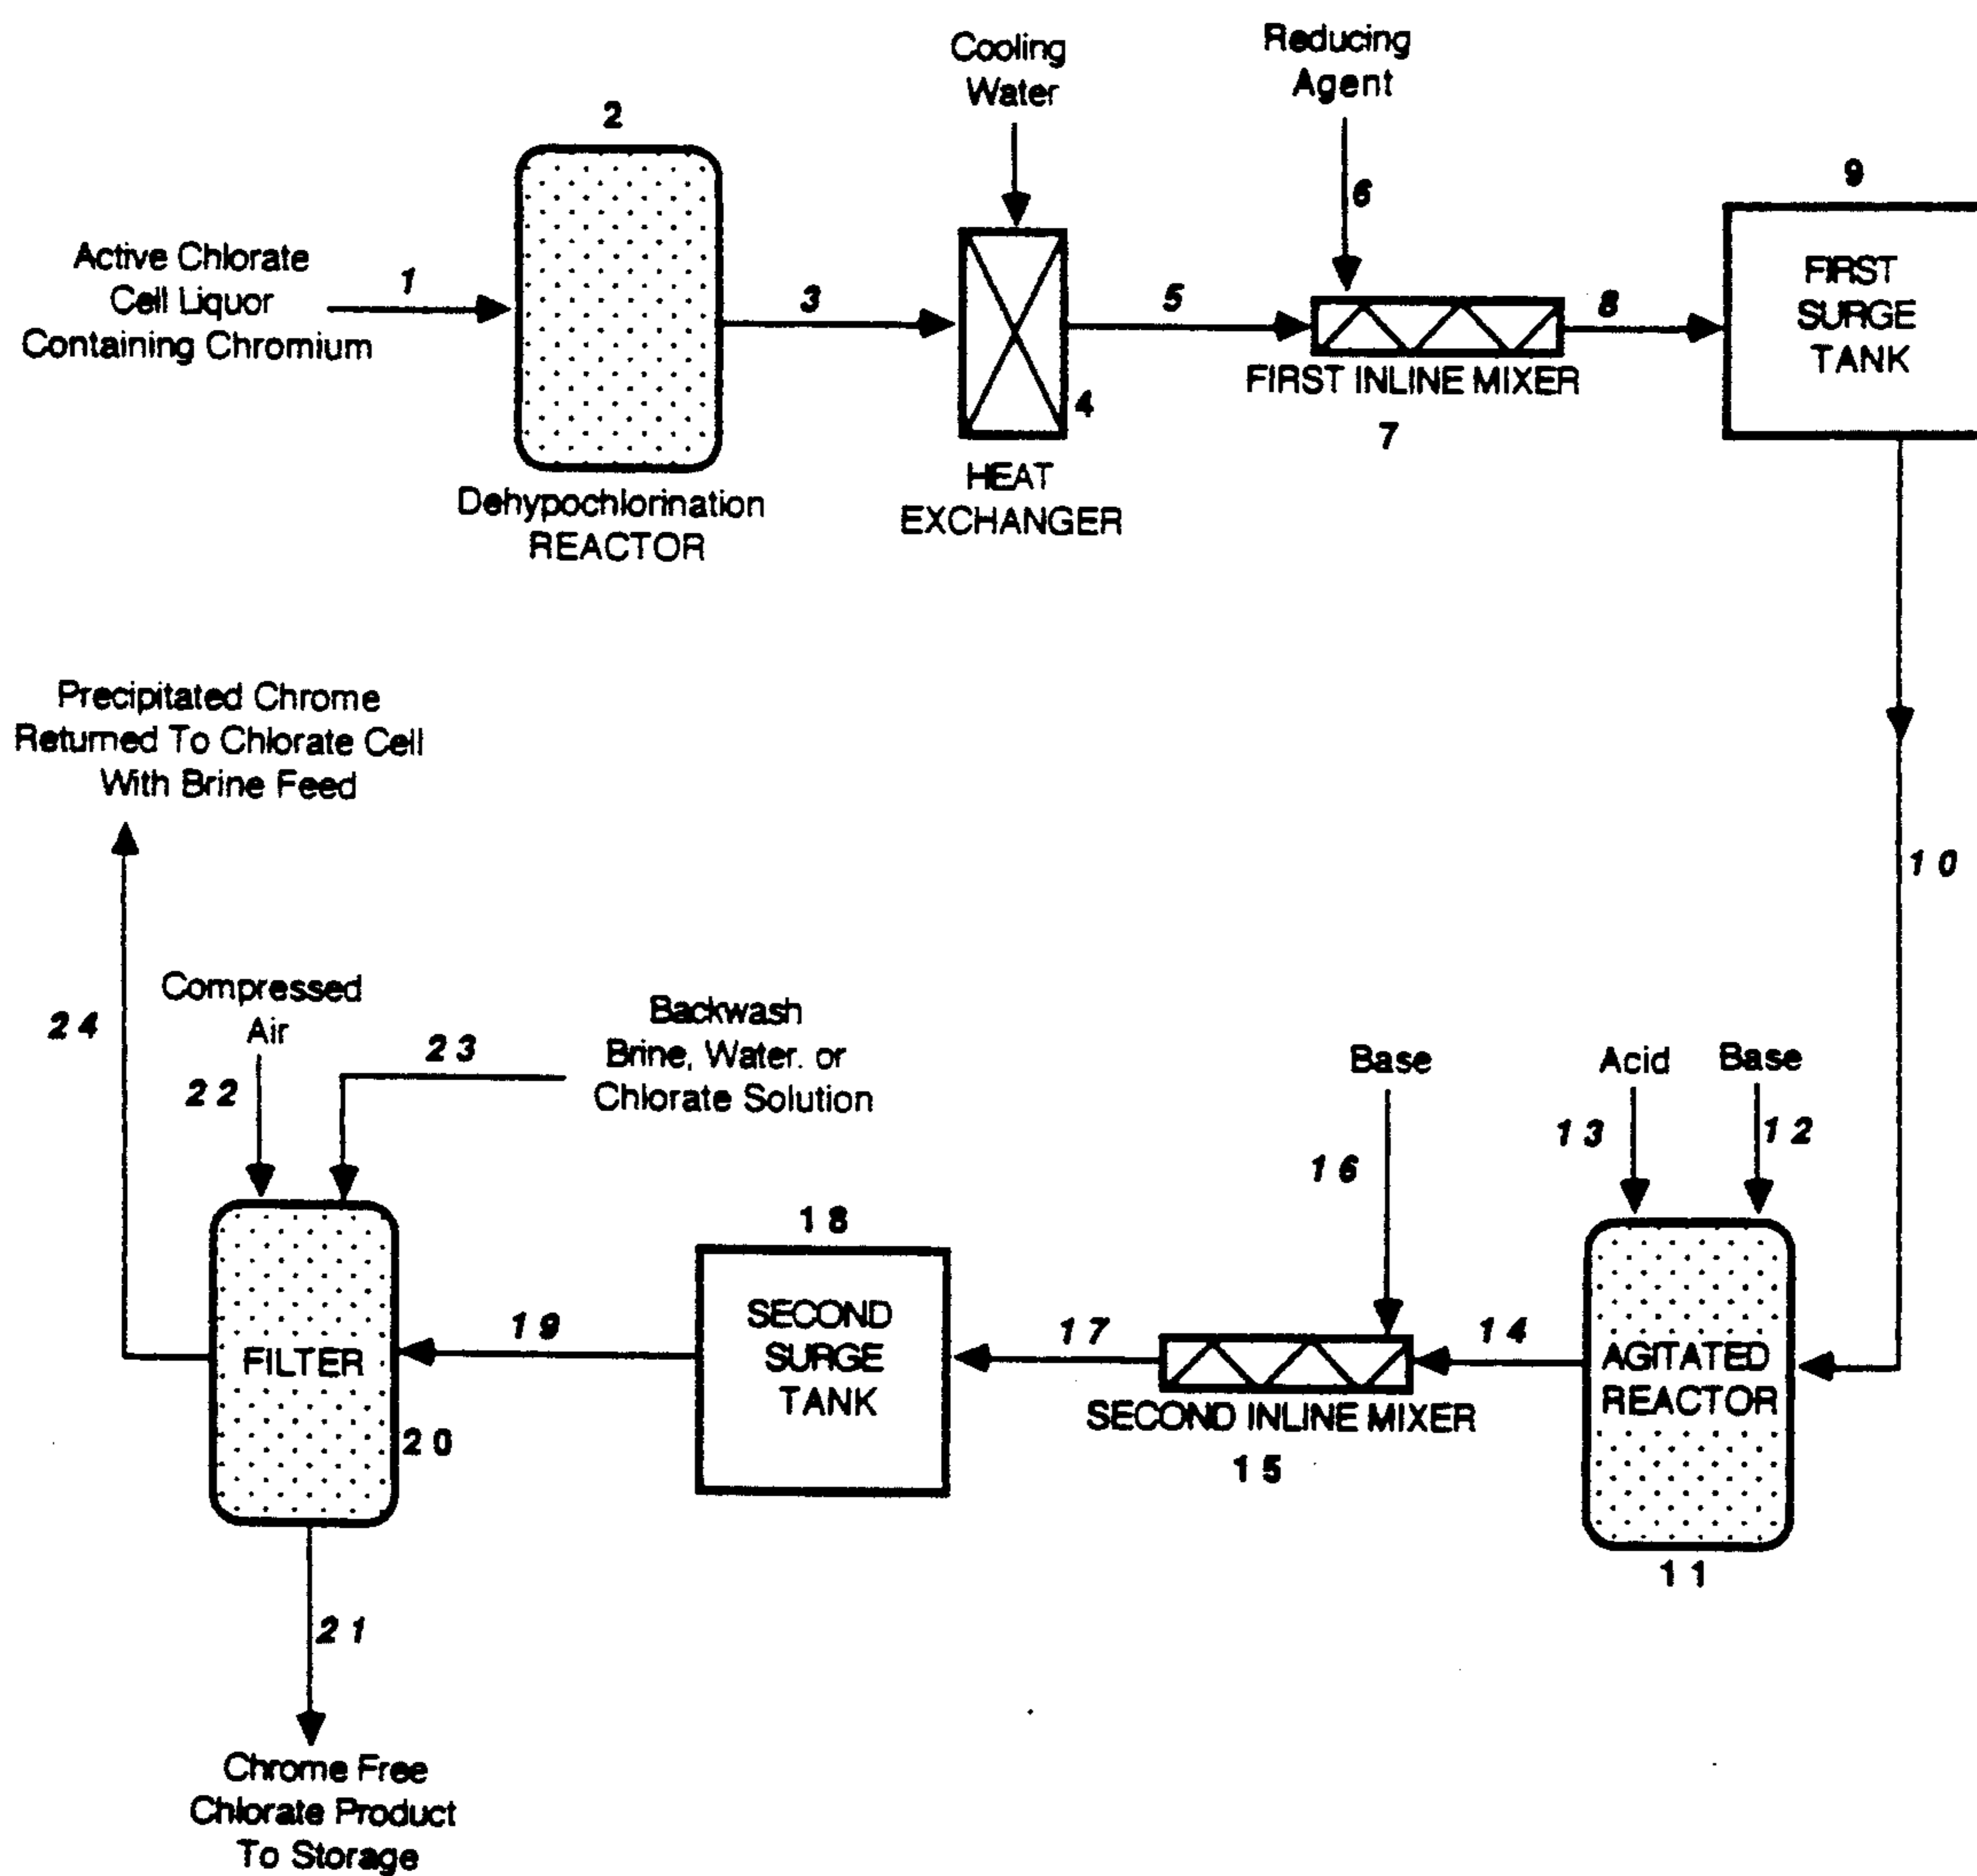 Cooling
Water
Reducing
Agent
2
9
6
Active Chlorate
Cell Liquor
Containing Chromium
1
3
5
8
FIRST
SURGE
TANK
4
FIRST INLINE MIXER
7
HEAT
EXCHANGER
Dehypochlorination
REACTOR
Precipitated Chrome
Returned To Chlorate Cell
With Brine Feed
10
24
Compressed
Air
22
23
Backwash
Brine, Water. or
Chlorate Solution
Base
16
Acid
Base
13
12
18
FILTER
20
19
SECOND
SURGE
TANK
17
SECOND INLINE MIXER
15
14
AGITATED
REACTOR
11
21
Chrome Free
Chlorate Product
To Storage